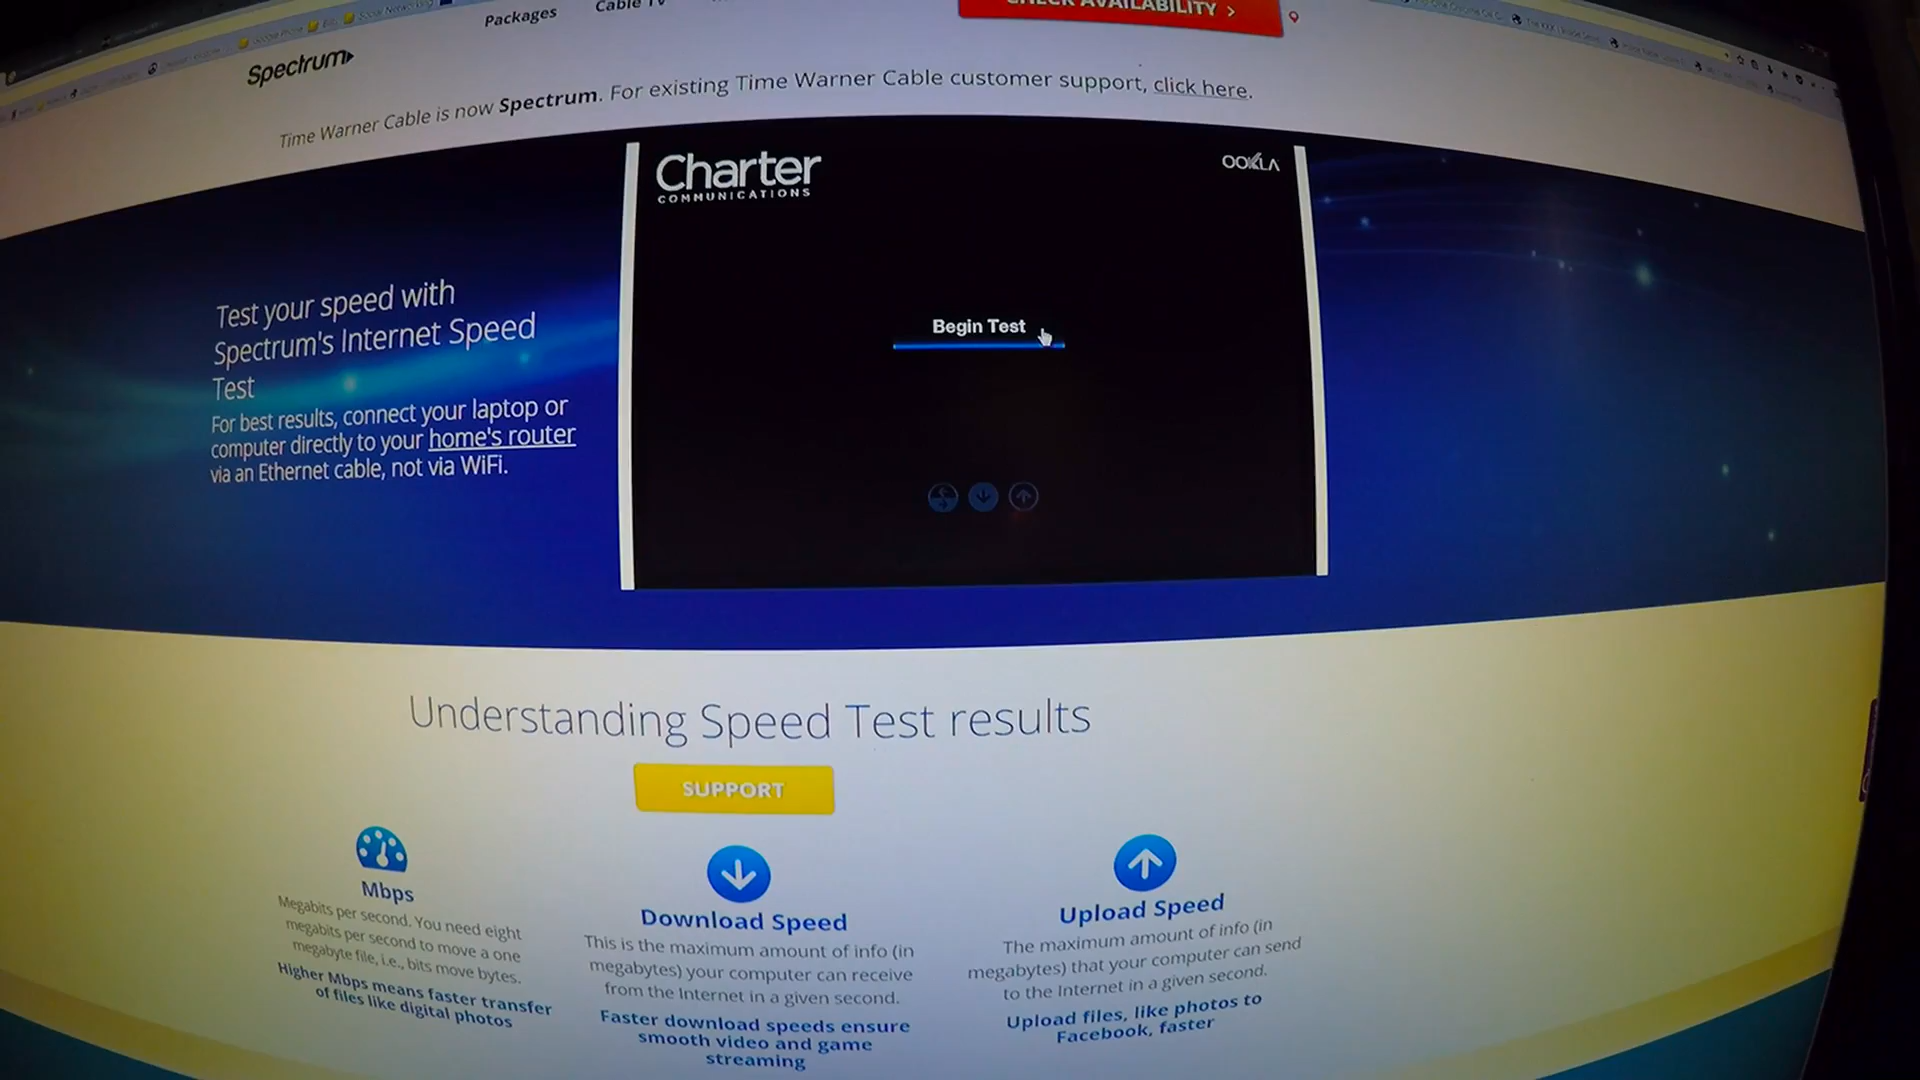 Packages
Cable TV
CHECK AVAILABILITY >
Spectrum
Time Warner Cable is now Spectrum. For existing Time Warner Cable customer support, click here.
Charter
COMMUNICATIONS
OOKLA
Test your speed with
Spectrum's Internet Speed
Test
For best results, connect your laptop or
computer directly to your home's router
via an Ethernet cable, not via WiFi.
Begin Test
Understanding Speed Test results
SUPPORT
Mbps
Megabits per second. You need eight
megabits per second to move a one
megabyte file, i.e., bits move bytes.
Higher Mbps means faster transfer
of files like digital photos
Download Speed
This is the maximum amount of info (in
megabytes) your computer can receive
from the Internet in a given second.
Faster download speeds ensure
smooth video and game
streaming
Upload Speed
The maximum amount of info (in
megabytes) that your computer can send
to the Internet in a given second.
Upload files, like photos to
Facebook, faster